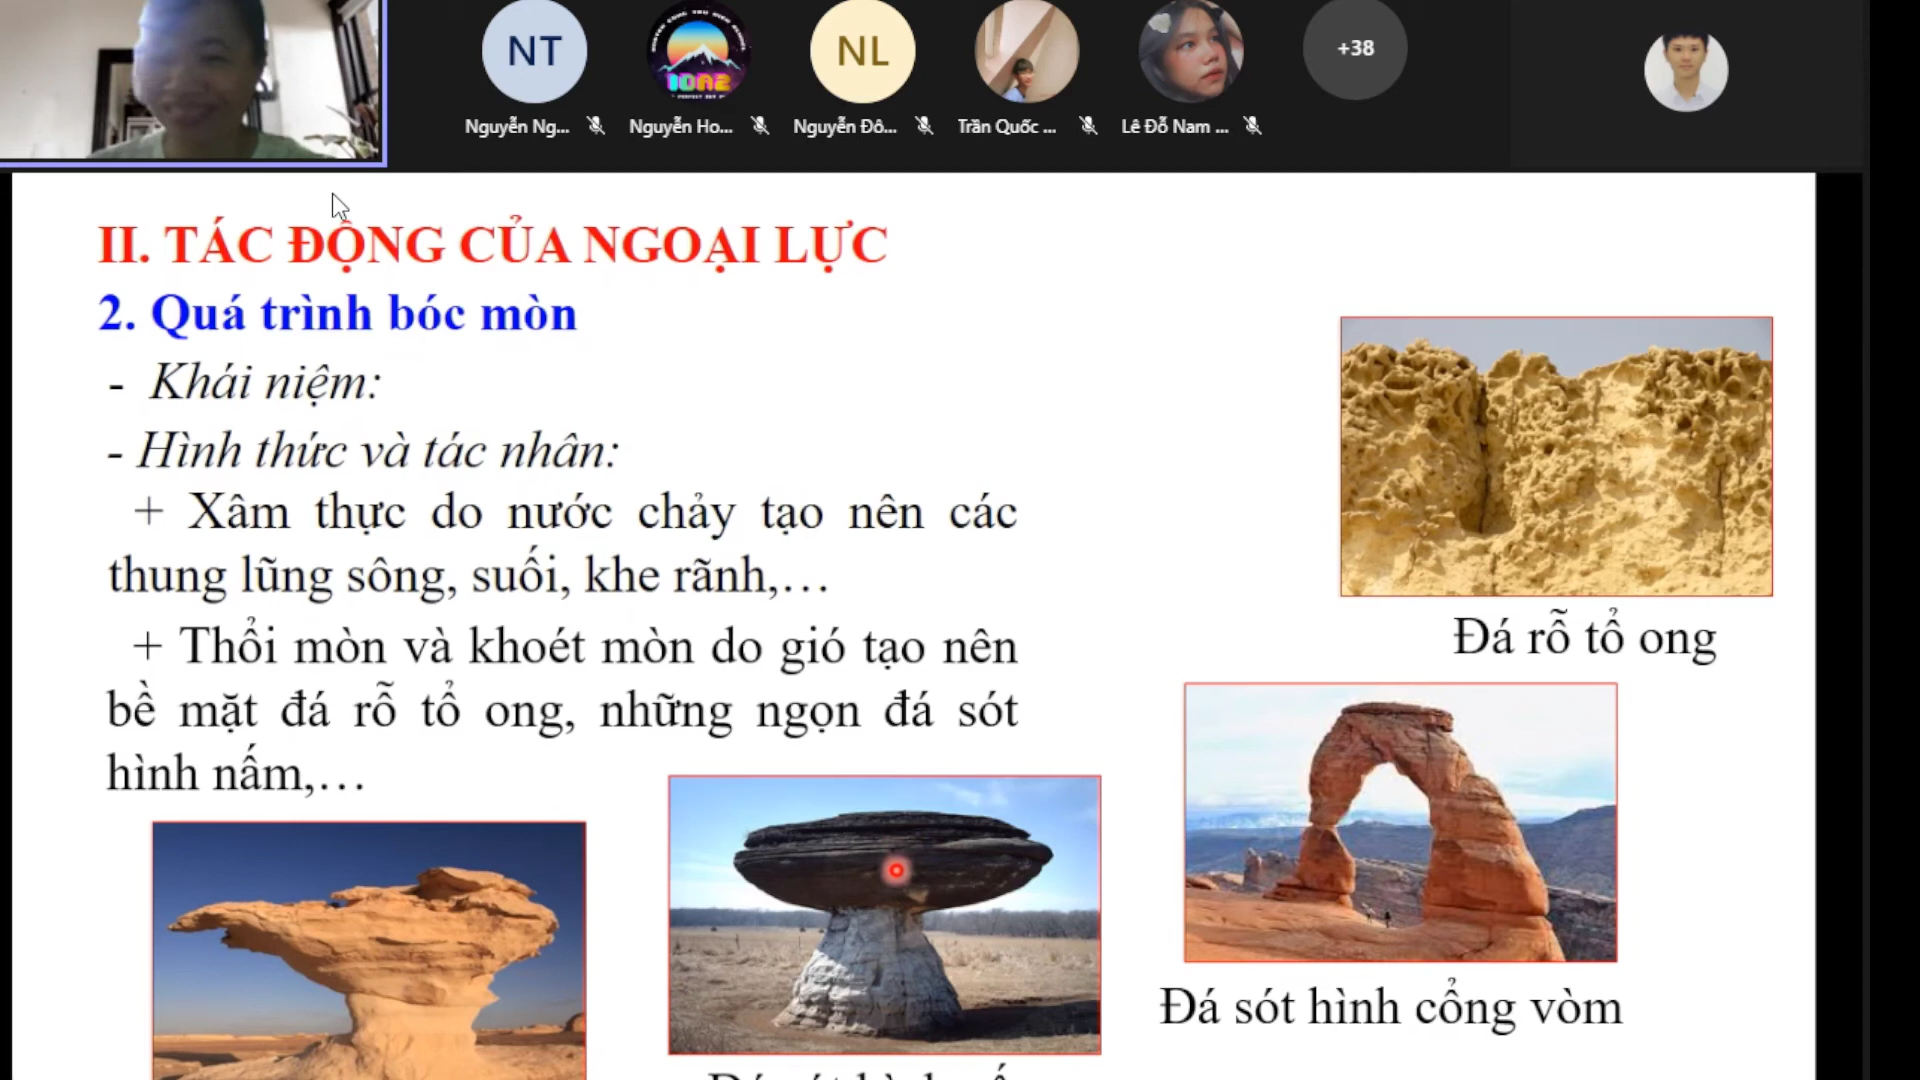 NT
NL
+38
10A2
Nguyễn Ng...
Nguyễn Ho...
Nguyễn Đô...
Trần Quốc ...
Lê Đỗ Nam ...
II. TÁC ĐỘNG CỦA NGOẠI LỰC
2. Quá trình bóc mòn
- Khái niệm:
- Hình thức và tác nhân:
+ Xâm thực do nước chảy tạo nên các
thung lũng sông, suối, khe rãnh,…
+ Thổi mòn và khoét mòn do gió tạo nên
bề mặt đá rỗ tổ ong, những ngọn đá sót
hình nấm,…
Đá rỗ tổ ong
Đá sót hình cổng vòm